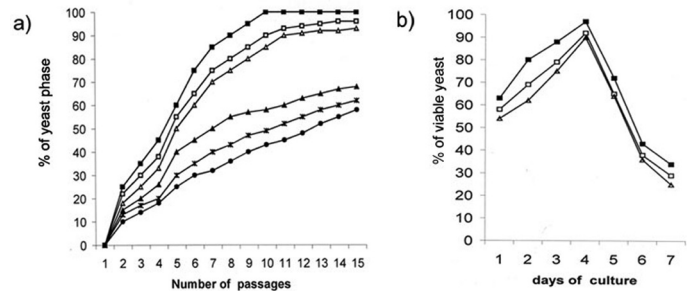 a)
% of yeast phase
100
90
80
70
60
50
40
30
20
10
0
1 2 3 4 5 6 7 8 9 10 11 12 13 14 15
Number of passages
b)
% of viable yeast
100
90
80
70
60
50
40
30
20
10
0
1 2 3 4 5 6 7
days of culture